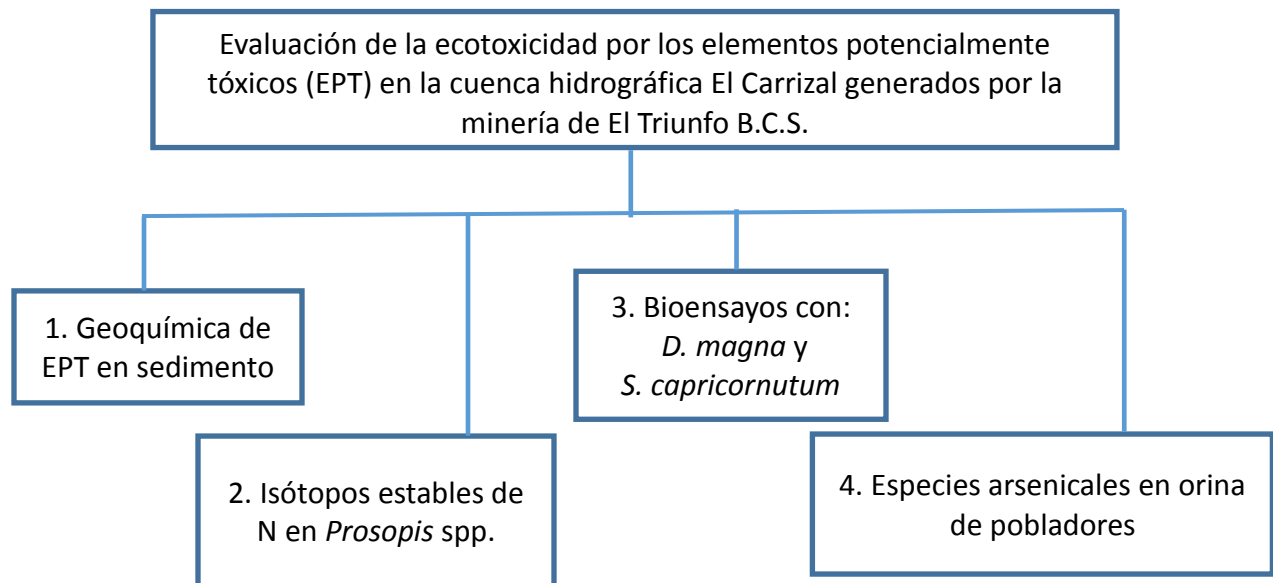 Evaluación de la ecotoxicidad por los elementos potencialmente
tóxicos (EPT) en la cuenca hidrográfica El Carrizal generados por la
minería de El Triunfo B.C.S.
1. Geoquímica de
EPT en sedimento
2. Isótopos estables de
N en Prosopis spp.
3. Bioensayos con:
D. magna y
S. capricornutum
4. Especies arsenicales en orina
de pobladores